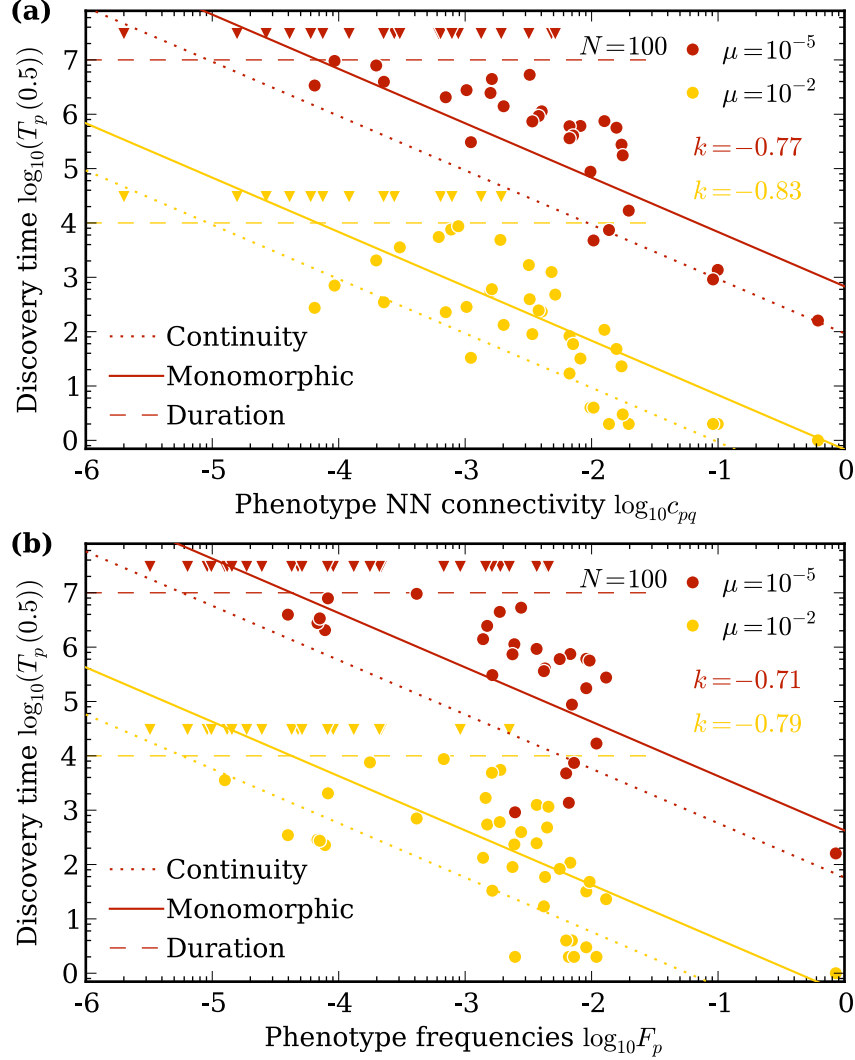 (a)
Discovery time log₁₀(Tₚ(0.5))
7
6
5
4
3
2
1
0
N=100
μ=10⁻⁵
μ=10⁻²
k=−0.77
k=−0.83
Continuity
Monomorphic
Duration
-6 -5 -4 -3 -2 -1 0
Phenotype NN connectivity log₁₀c_pq
(b)
Discovery time log₁₀(Tₚ(0.5))
7
6
5
4
3
2
1
0
N=100
μ=10⁻⁵
μ=10⁻²
k=−0.71
k=−0.79
Continuity
Monomorphic
Duration
-6 -5 -4 -3 -2 -1 0
Phenotype frequencies log₁₀Fₚ